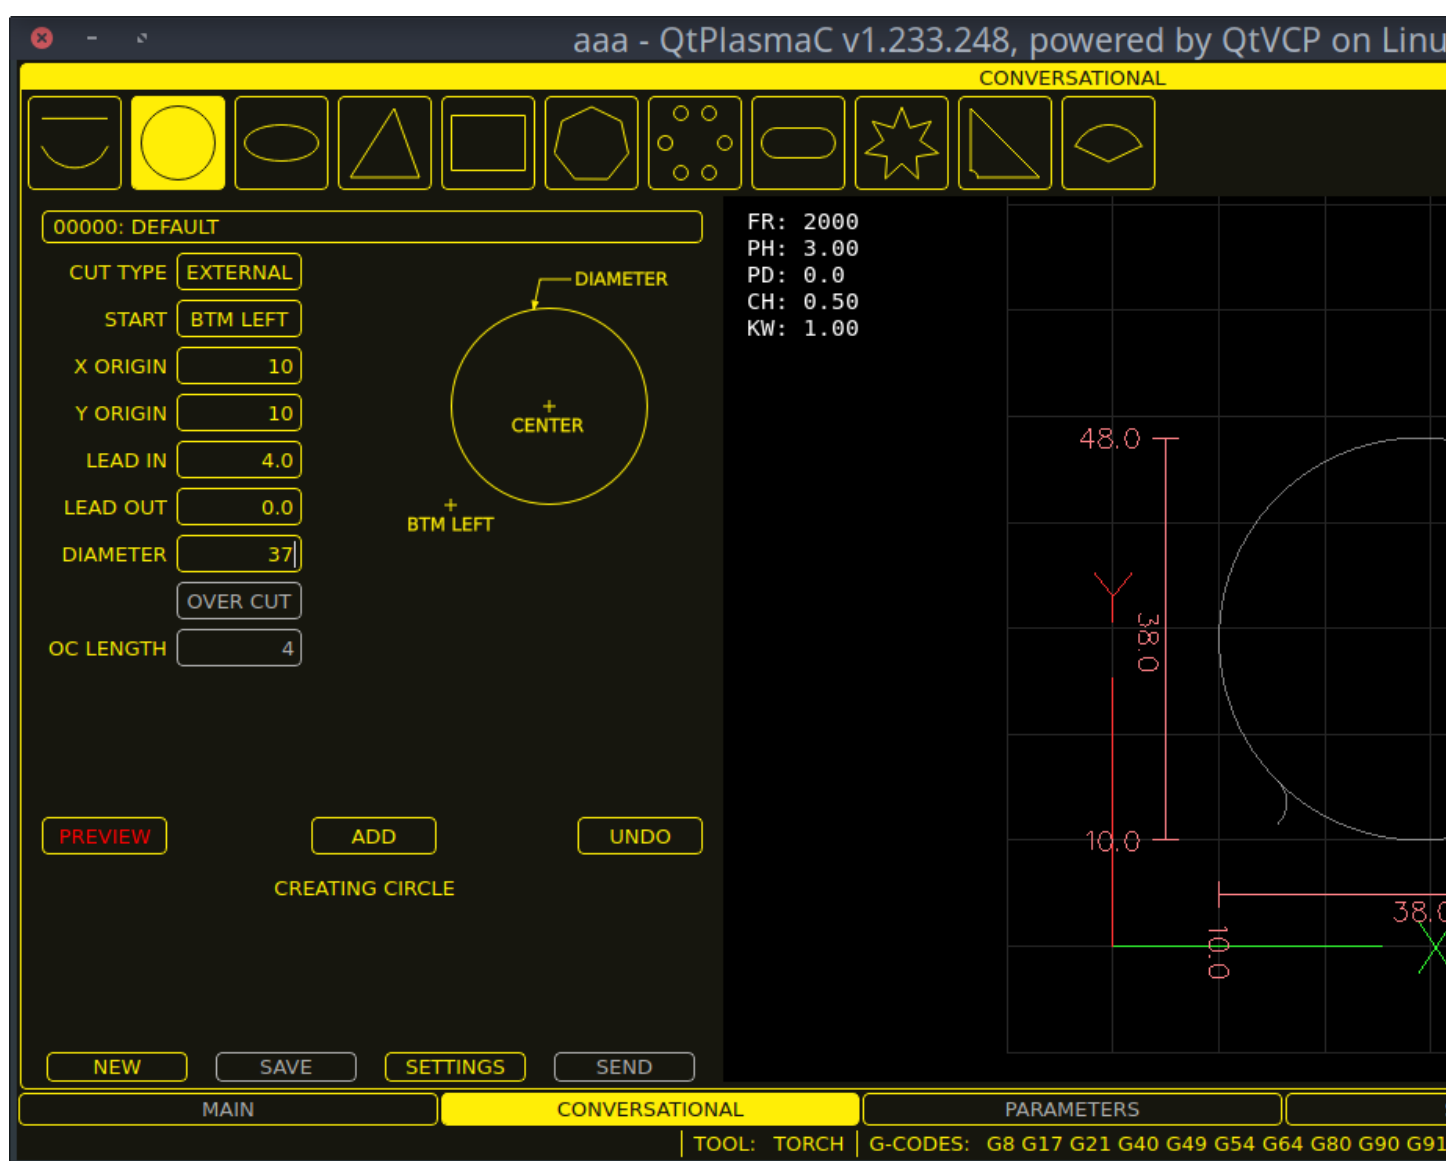 aaa - QtPlasmaC v1.233.248, powered by QtVCP on Linu
CONVERSATIONAL
00000: DEFAULT
CUT TYPE EXTERNAL
START BTM LEFT
X ORIGIN 10
Y ORIGIN 10
LEAD IN 4.0
LEAD OUT 0.0
DIAMETER 37
OVER CUT
OC LENGTH 4
DIAMETER
CENTER
BTM LEFT
PREVIEW ADD UNDO
CREATING CIRCLE
NEW SAVE SETTINGS SEND
FR: 2000
PH: 3.00
PD: 0.0
CH: 0.50
KW: 1.00
48.0
Y
38.0
10.0
38.0
10.0
X
MAIN CONVERSATIONAL PARAMETERS
TOOL: TORCH G-CODES: G8 G17 G21 G40 G49 G54 G64 G80 G90 G91